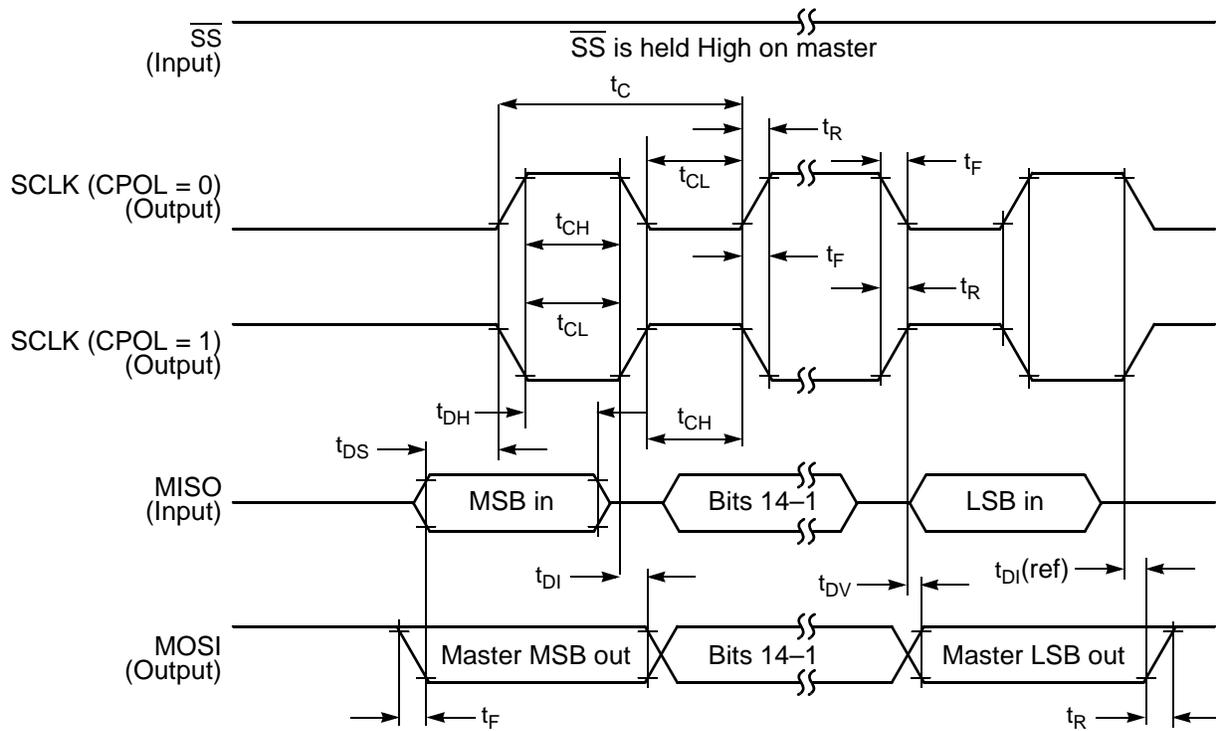 SS
(Input)
SS is held High on master
tC
tR
tF
tCL
SCLK (CPOL = 0)
(Output)
tCH
tF
tR
tCL
SCLK (CPOL = 1)
(Output)
tDH
tCH
tDS
MISO
(Input)
MSB in
Bits 14–1
LSB in
tDI
tDV
tDI(ref)
MOSI
(Output)
Master MSB out
Bits 14–1
Master LSB out
tF
tR